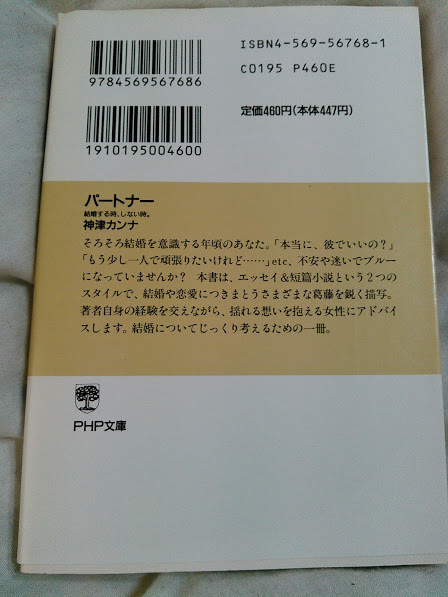 ISBN4-569-56768-1
9784569567686
C0195 P460E
定価460円(本体447円)
1910195004600
パートナー
結婚する時、しない時。
神津カンナ
そろそろ結婚を意識する年頃のあなた。「本当に、彼でいいの?」
「もう少し一人で頑張りたいけれど……」etc、不安や迷いでブルー
になっていませんか? 本書は、エッセイ&短篇小説という2つの
スタイルで、結婚や恋愛につきまとうさまざまな葛藤を鋭く描写。
著者自身の経験を交えながら、揺れる想いを抱える女性にアドバイ
スします。結婚についてじっくり考えるための一冊。
PHP文庫